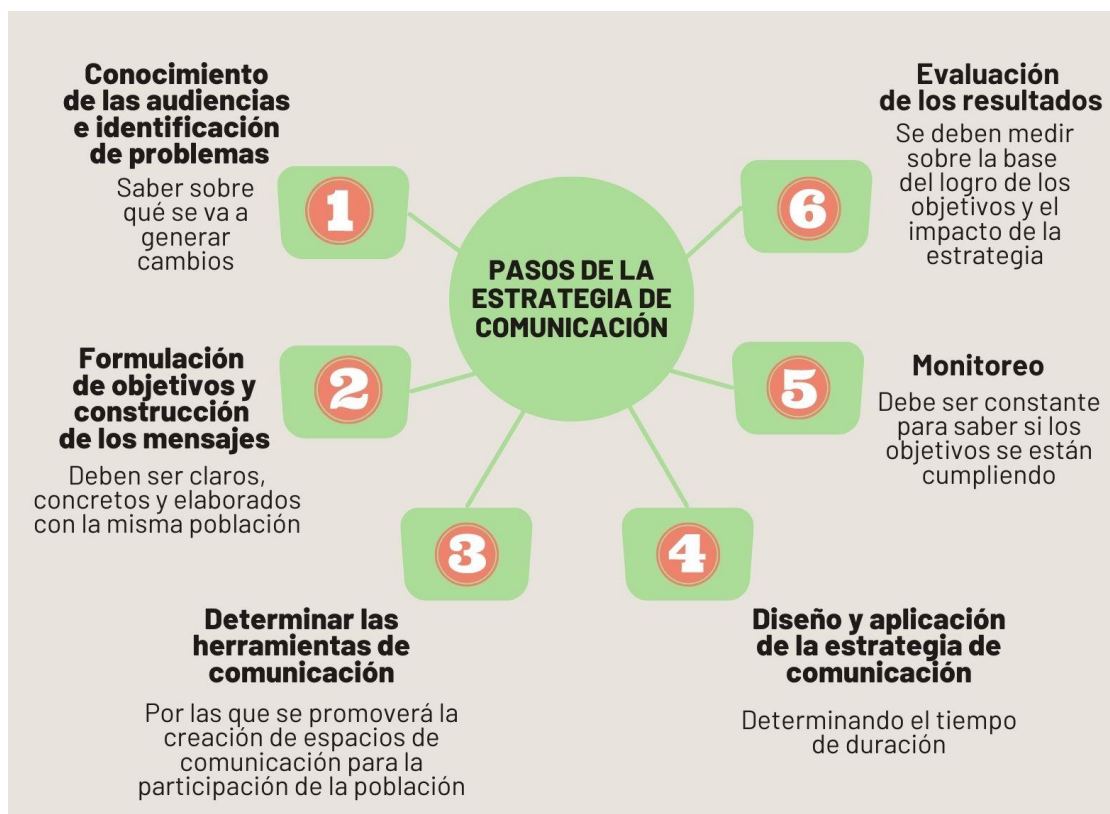 PASOS DE LA
ESTRATEGIA DE
COMUNICACIÓN
1
Conocimiento
de las audiencias
e identificación
de problemas
Saber sobre
qué se va a
generar
cambios
2
Formulación
de objetivos y
construcción
de los mensajes
Deben ser claros,
concretos y elaborados
con la misma población
3
Determinar las
herramientas de
comunicación
Por las que se promoverá la
creación de espacios de
comunicación para la
participación de la población
4
Diseño y aplicación
de la estrategia de
comunicación
Determinando el tiempo
de duración
5
Monitoreo
Debe ser constante
para saber si los
objetivos se están
cumpliendo
6
Evaluación
de los resultados
Se deben medir
sobre la base
del logro de los
objetivos y el
impacto de la
estrategia